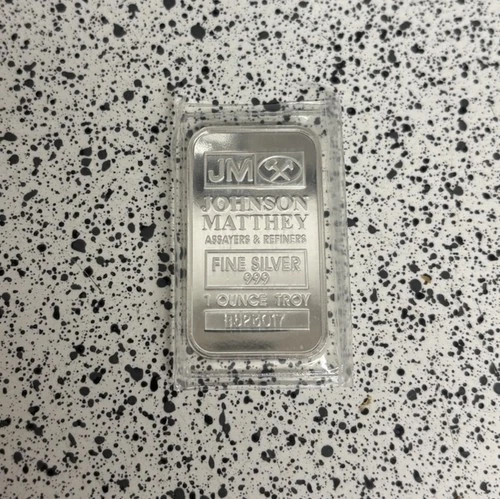 JM
JOHNSON
MATTHEY
ASSAYERS & REFINERS
FINE SILVER
999
1 OUNCE TROY